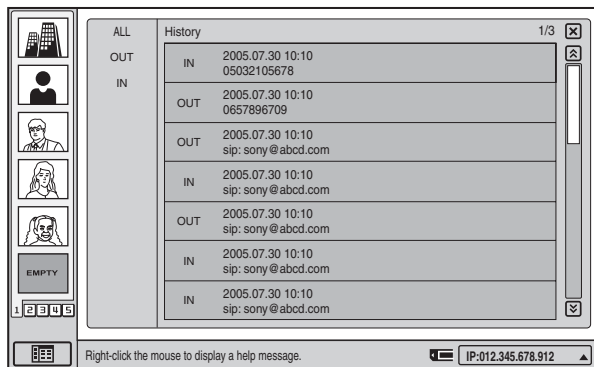 ALL
OUT
IN
History
1/3
IN
2005.07.30 10:10
05032105678
OUT
2005.07.30 10:10
0657896709
OUT
2005.07.30 10:10
sip: sony@abcd.com
IN
2005.07.30 10:10
sip: sony@abcd.com
OUT
2005.07.30 10:10
sip: sony@abcd.com
IN
2005.07.30 10:10
sip: sony@abcd.com
IN
2005.07.30 10:10
sip: sony@abcd.com
EMPTY
1 2 3 4 5
Right-click the mouse to display a help message.
IP:012.345.678.912